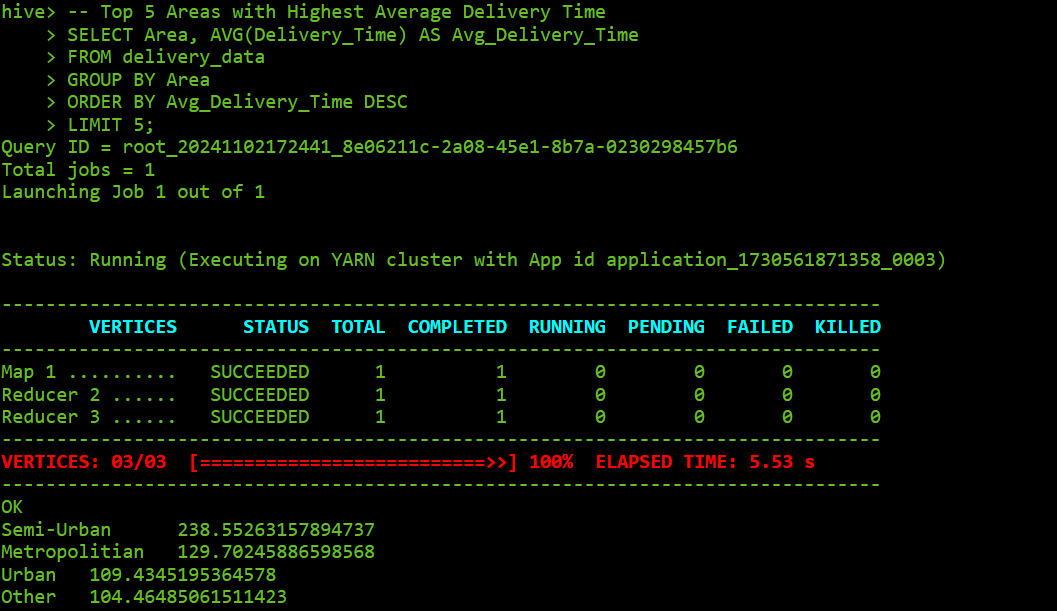 hive> -- Top 5 Areas with Highest Average Delivery Time
    > SELECT Area, AVG(Delivery_Time) AS Avg_Delivery_Time
    > FROM delivery_data
    > GROUP BY Area
    > ORDER BY Avg_Delivery_Time DESC
    > LIMIT 5;
Query ID = root_20241102172441_8e06211c-2a08-45e1-8b7a-0230298457b6
Total jobs = 1
Launching Job 1 out of 1
Status: Running (Executing on YARN cluster with App id application_1730561871358_0003)
--------------------------------------------------------------------------------
        VERTICES      STATUS  TOTAL  COMPLETED  RUNNING  PENDING  FAILED  KILLED
--------------------------------------------------------------------------------
Map 1 ..........   SUCCEEDED      1          1        0        0       0       0
Reducer 2 ......   SUCCEEDED      1          1        0        0       0       0
Reducer 3 ......   SUCCEEDED      1          1        0        0       0       0
--------------------------------------------------------------------------------
VERTICES: 03/03  [==========================>>] 100%  ELAPSED TIME: 5.53 s
--------------------------------------------------------------------------------
OK
Semi-Urban      238.55263157894737
Metropolitian   129.70245886598568
Urban   109.4345195364578
Other   104.46485061511423